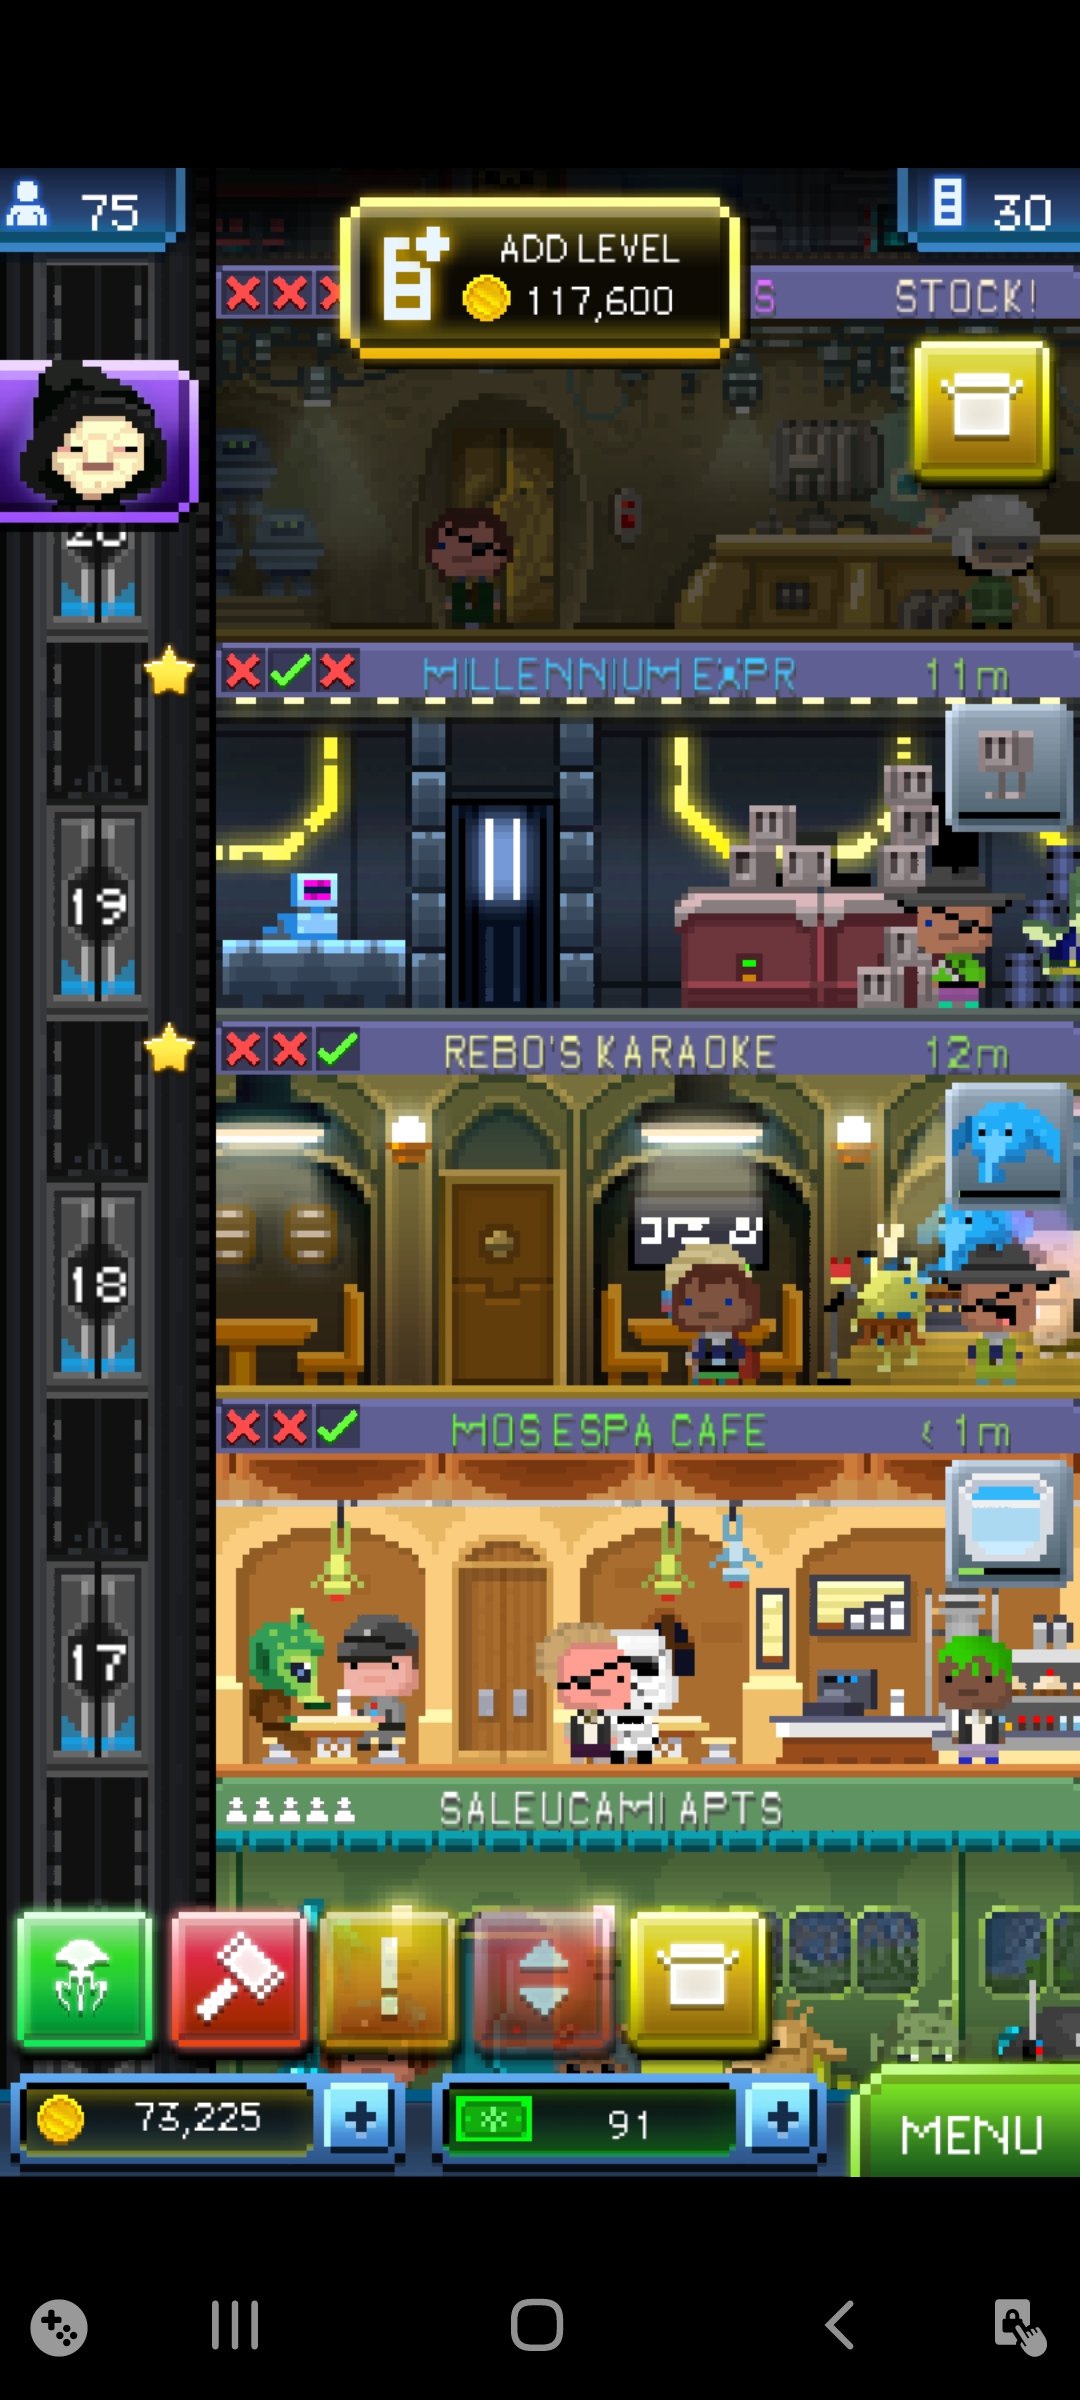 75
ADD LEVEL
117,600
30
S STOCK!
20
MILLENNIUM EXPR 11m
19
REBO'S KARAOKE 12m
18
MOS ESPA CAFE < 1m
17
SALEUCAMI APTS
73,225
91
MENU